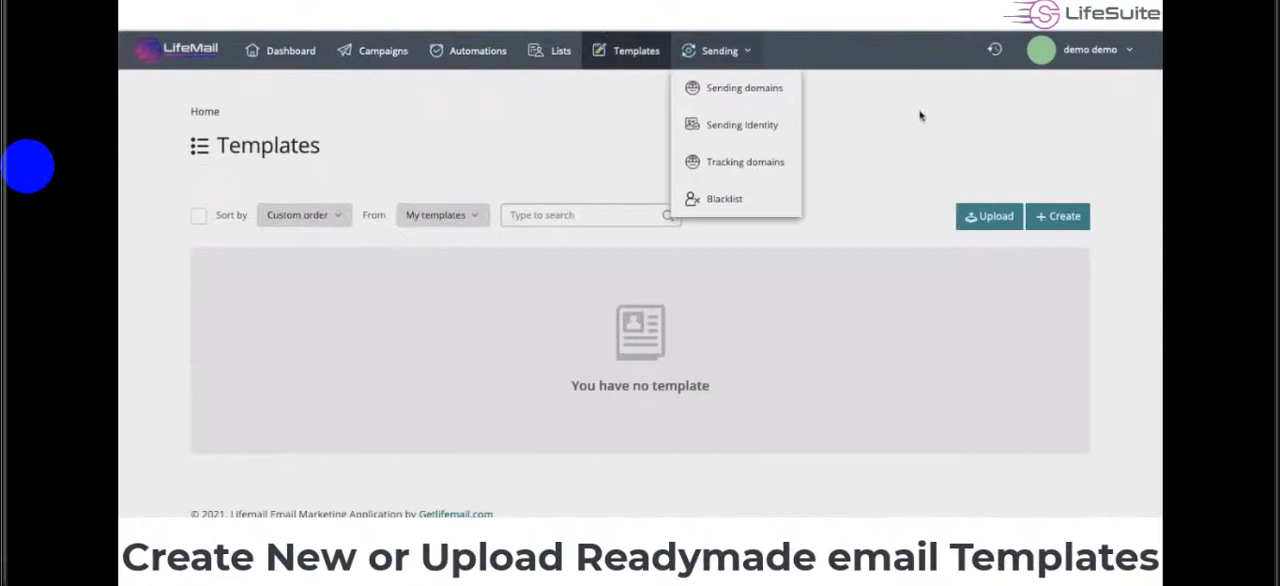 LifeSuite
LifeMail Dashboard Campaigns Automations Lists Templates Sending demo demo
Sending domains
Sending Identity
Tracking domains
Blacklist
Home
Templates
Sort by Custom order From My templates Type to search Upload + Create
You have no template
© 2021. Lifemail Email Marketing Application by Getlifemail.com
Create New or Upload Readymade email Templates